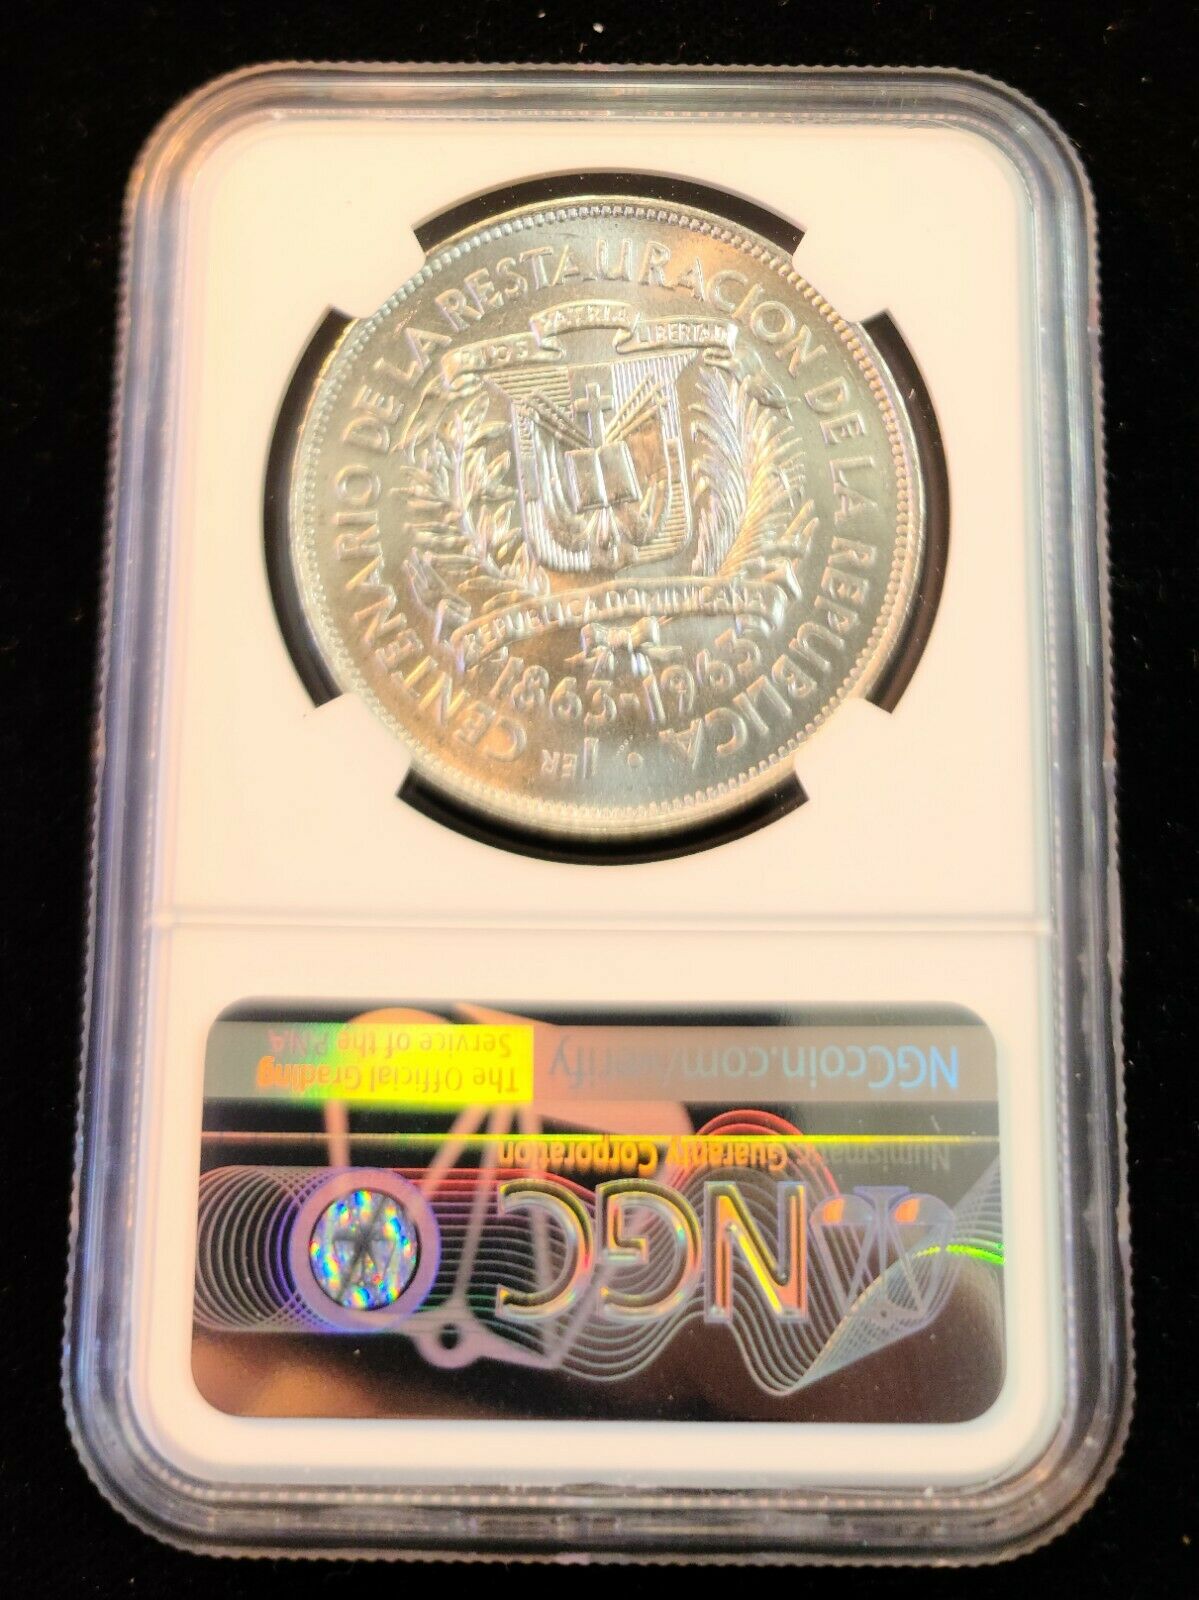 1ER CENTENARIO DE LA RESTAURACION DE LA REPUBLICA •
DIOS PATRIA LIBERTAD
REPUBLICA DOMINICANA
1863-1963
NGC
Numismatic Guaranty Corporation
NGCcoin.com/verify
The Official Grading
Service of the PNA